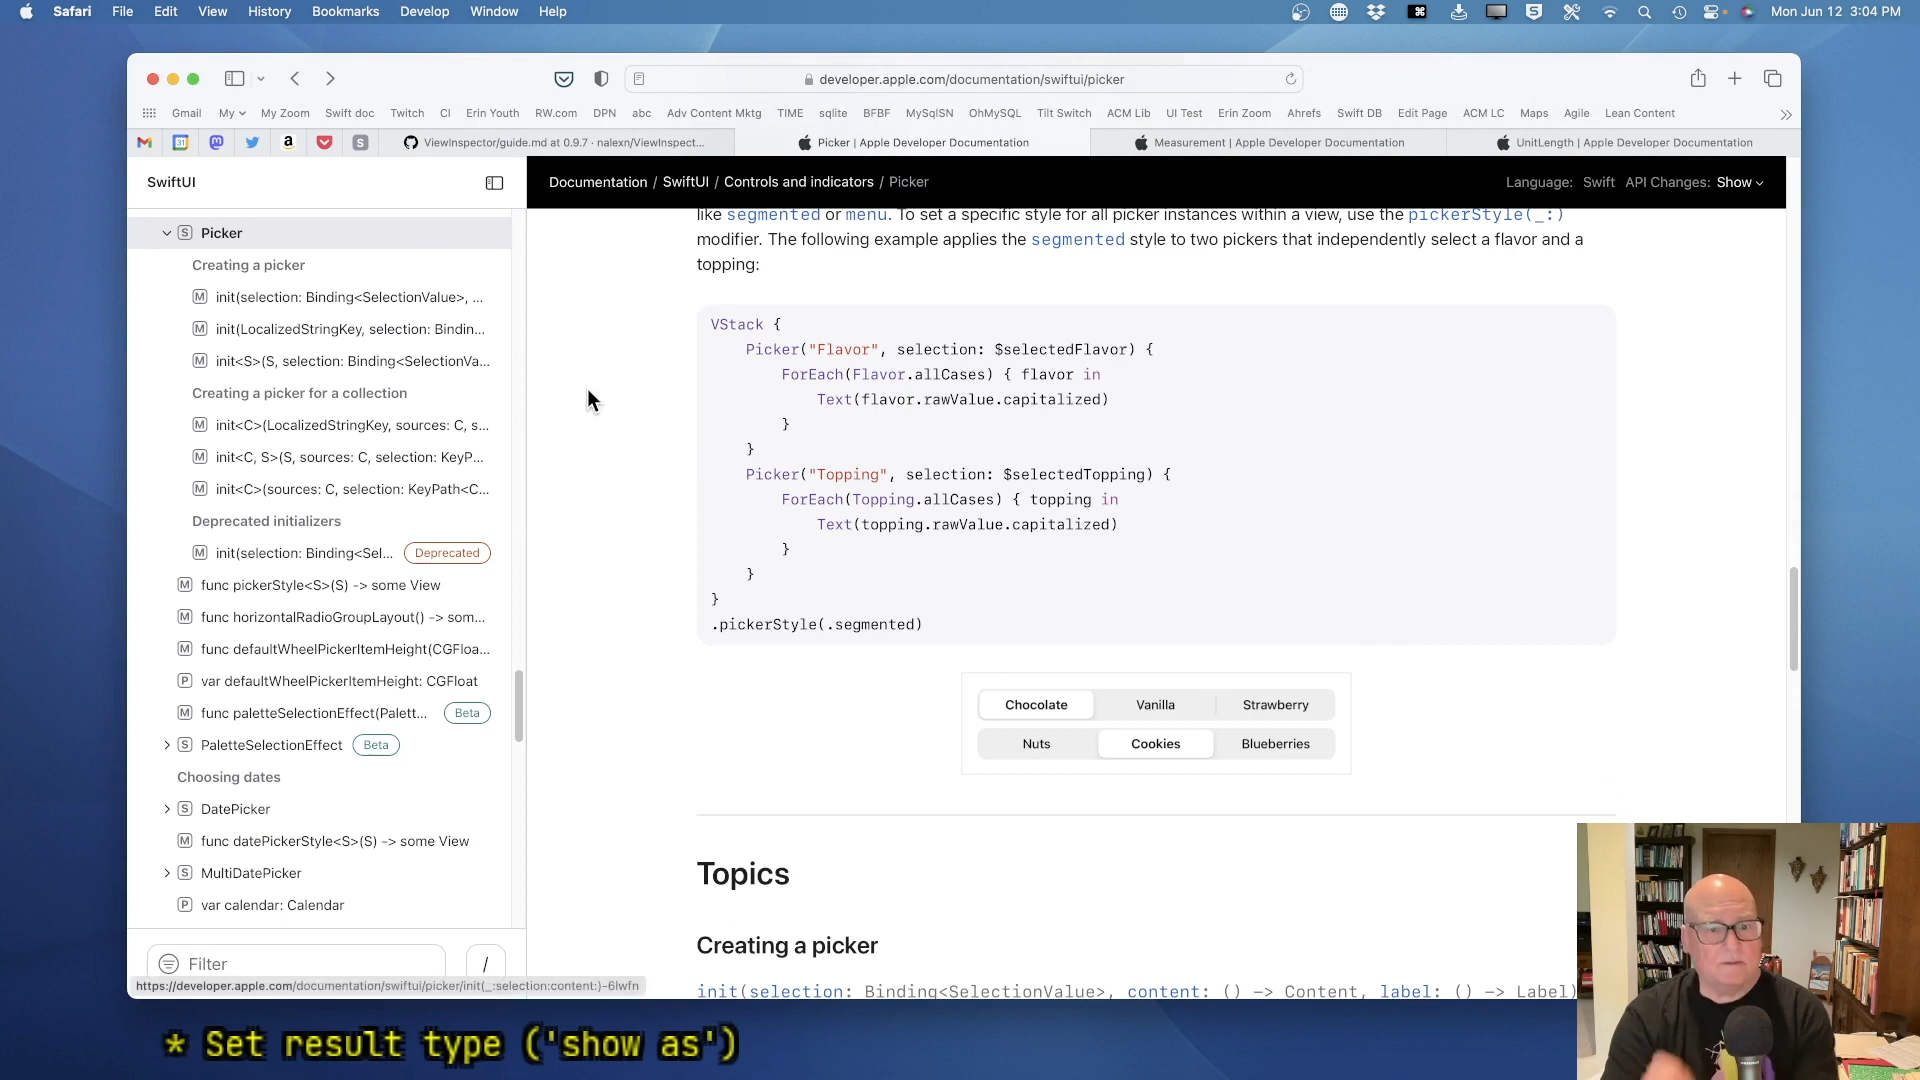 Safari File Edit View History Bookmarks Develop Window Help Mon Jun 12 3:04 PM
developer.apple.com/documentation/swiftui/picker
Gmail My My Zoom Swift doc Twitch CI Erin Youth RW.com DPN abc Adv Content Mktg TIME sqlite BFBF MySqlSN OhMySQL Tilt Switch ACM Lib UI Test Erin Zoom Ahrefs Swift DB Edit Page ACM LC Maps Agile Lean Content
ViewInspector/guide.md at 0.9.7 · nalexn/ViewInspect... Picker | Apple Developer Documentation Measurement | Apple Developer Documentation UnitLength | Apple Developer Documentation
SwiftUI
Documentation / SwiftUI / Controls and indicators / Picker Language: Swift API Changes: Show
S Picker
Creating a picker
M init(selection: Binding<SelectionValue>, ...
M init(LocalizedStringKey, selection: Bindin...
M init<S>(S, selection: Binding<SelectionVa...
Creating a picker for a collection
M init<C>(LocalizedStringKey, sources: C, s...
M init<C, S>(S, sources: C, selection: KeyP...
M init<C>(sources: C, selection: KeyPath<C...
Deprecated initializers
M init(selection: Binding<Sel... Deprecated
M func pickerStyle<S>(S) -> some View
M func horizontalRadioGroupLayout() -> som...
M func defaultWheelPickerItemHeight(CGFloa...
P var defaultWheelPickerItemHeight: CGFloat
M func paletteSelectionEffect(Palett... Beta
S PaletteSelectionEffect Beta
Choosing dates
S DatePicker
M func datePickerStyle<S>(S) -> some View
S MultiDatePicker
P var calendar: Calendar
Filter /
https://developer.apple.com/documentation/swiftui/picker/init(_:selection:content:)-6lwfn
like segmented or menu. To set a specific style for all picker instances within a view, use the pickerStyle(_:)
modifier. The following example applies the segmented style to two pickers that independently select a flavor and a
topping:
VStack {
Picker("Flavor", selection: $selectedFlavor) {
ForEach(Flavor.allCases) { flavor in
Text(flavor.rawValue.capitalized)
}
}
Picker("Topping", selection: $selectedTopping) {
ForEach(Topping.allCases) { topping in
Text(topping.rawValue.capitalized)
}
}
}
.pickerStyle(.segmented)
Chocolate Vanilla Strawberry
Nuts Cookies Blueberries
Topics
Creating a picker
init(selection: Binding<SelectionValue>, content: () -> Content, label: () -> Label)
* Set result type ('show as')